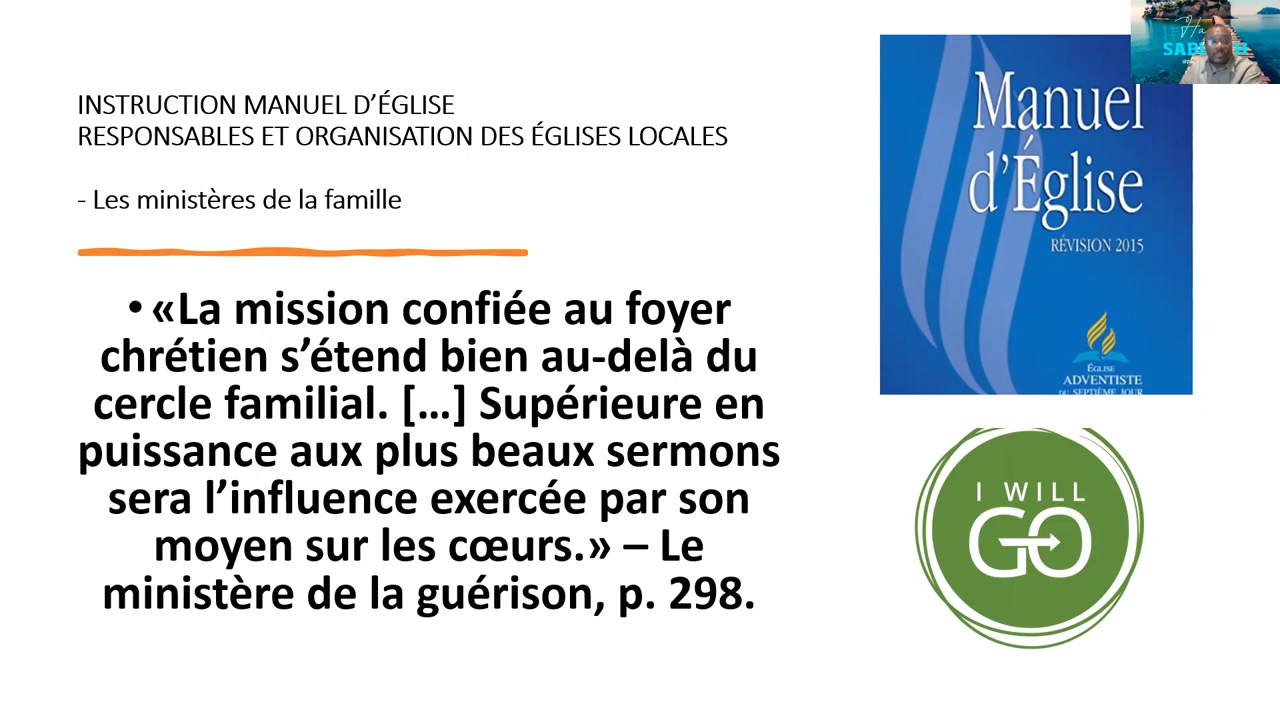 INSTRUCTION MANUEL D’ÉGLISE
RESPONSABLES ET ORGANISATION DES ÉGLISES LOCALES
- Les ministères de la famille
• «La mission confiée au foyer
chrétien s’étend bien au-delà du
cercle familial. […] Supérieure en
puissance aux plus beaux sermons
sera l’influence exercée par son
moyen sur les cœurs.» – Le
ministère de la guérison, p. 298.
Manuel
d’Église
RÉVISION 2015
ÉGLISE
ADVENTISTE
DU SEPTIÈME JOUR
I WILL
GO